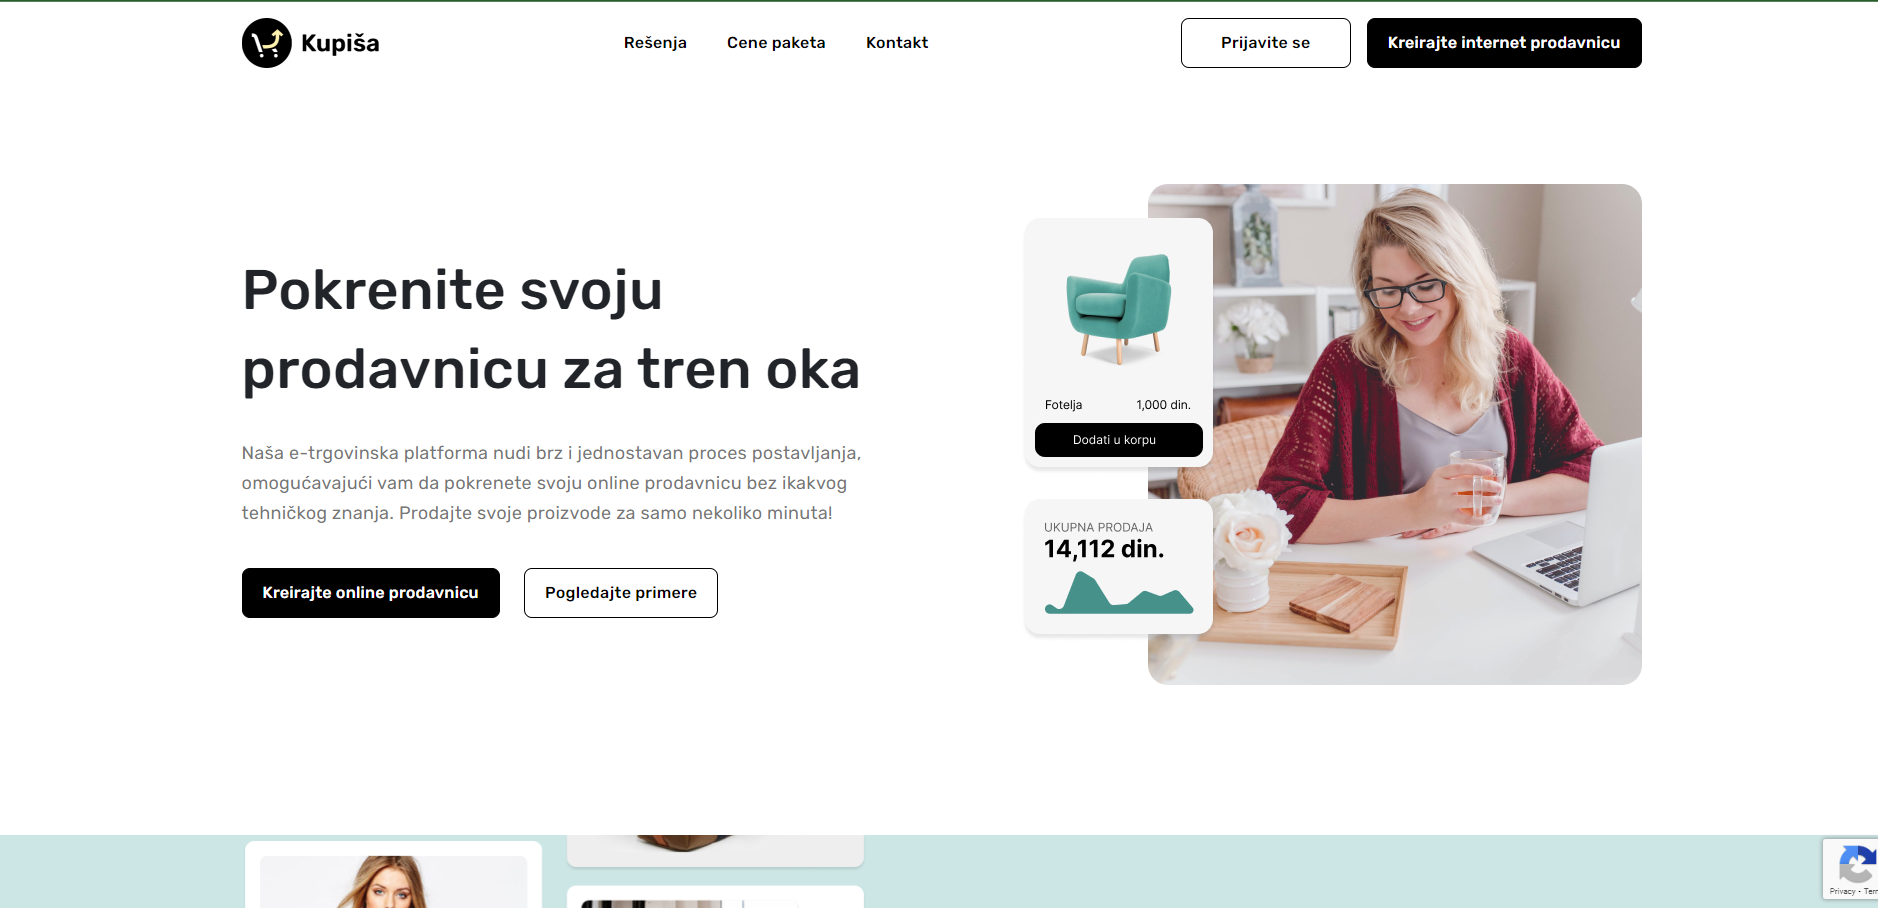 Kupiša
Rešenja
Cene paketa
Kontakt
Prijavite se
Kreirajte internet prodavnicu
Pokrenite svoju
prodavnicu za tren oka
Naša e-trgovinska platforma nudi brz i jednostavan proces postavljanja,
omogućavajući vam da pokrenete svoju online prodavnicu bez ikakvog
tehničkog znanja. Prodajte svoje proizvode za samo nekoliko minuta!
Kreirajte online prodavnicu
Pogledajte primere
Fotelja
1,000 din.
Dodati u korpu
UKUPNA PRODAJA
14,112 din.
Privacy -